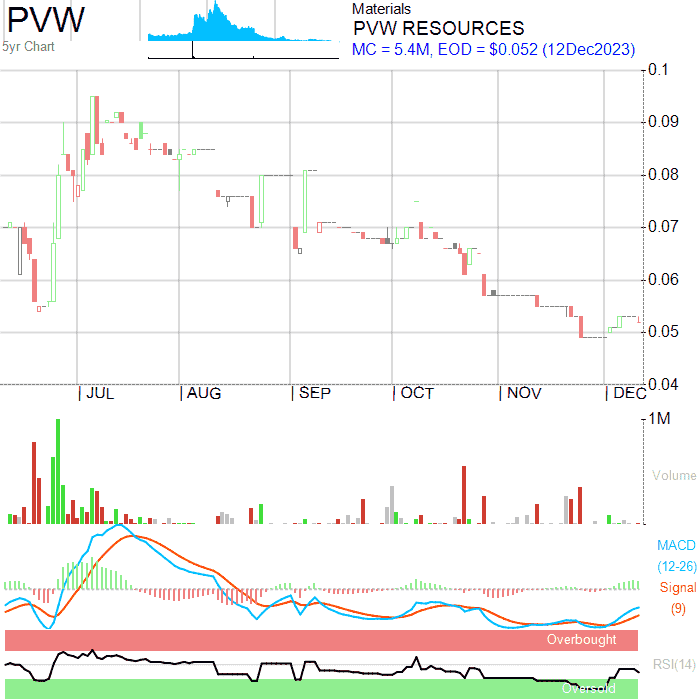 PVW
5yr Chart
Materials
PVW RESOURCES
MC = 5.4M, EOD = $0.052 (12Dec2023)
0.1
0.09
0.08
0.07
0.06
0.05
0.04
JUL AUG SEP OCT NOV DEC
1M
Volume
MACD
(12-26)
Signal
(9)
Overbought
RSI(14)
Oversold